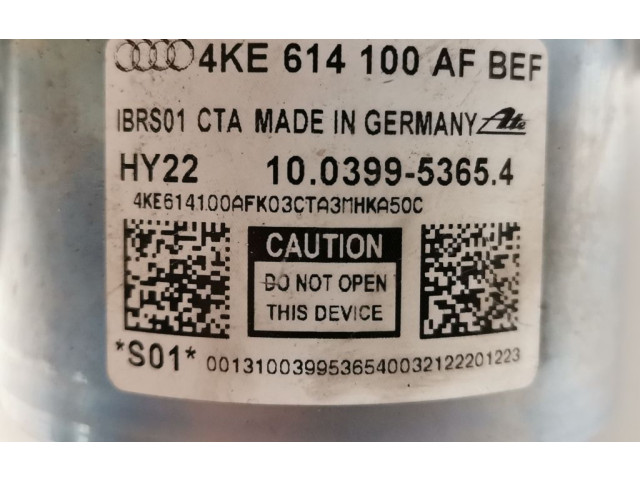 4KE 614 100 AF BEF
IBRS01 CTA MADE IN GERMANY Ate
HY22 10.0399-5365.4
4KE614100AFK03CTA3MHKA50C
CAUTION
DO NOT OPEN
THIS DEVICE
*S01* 0013100399536540032122201223